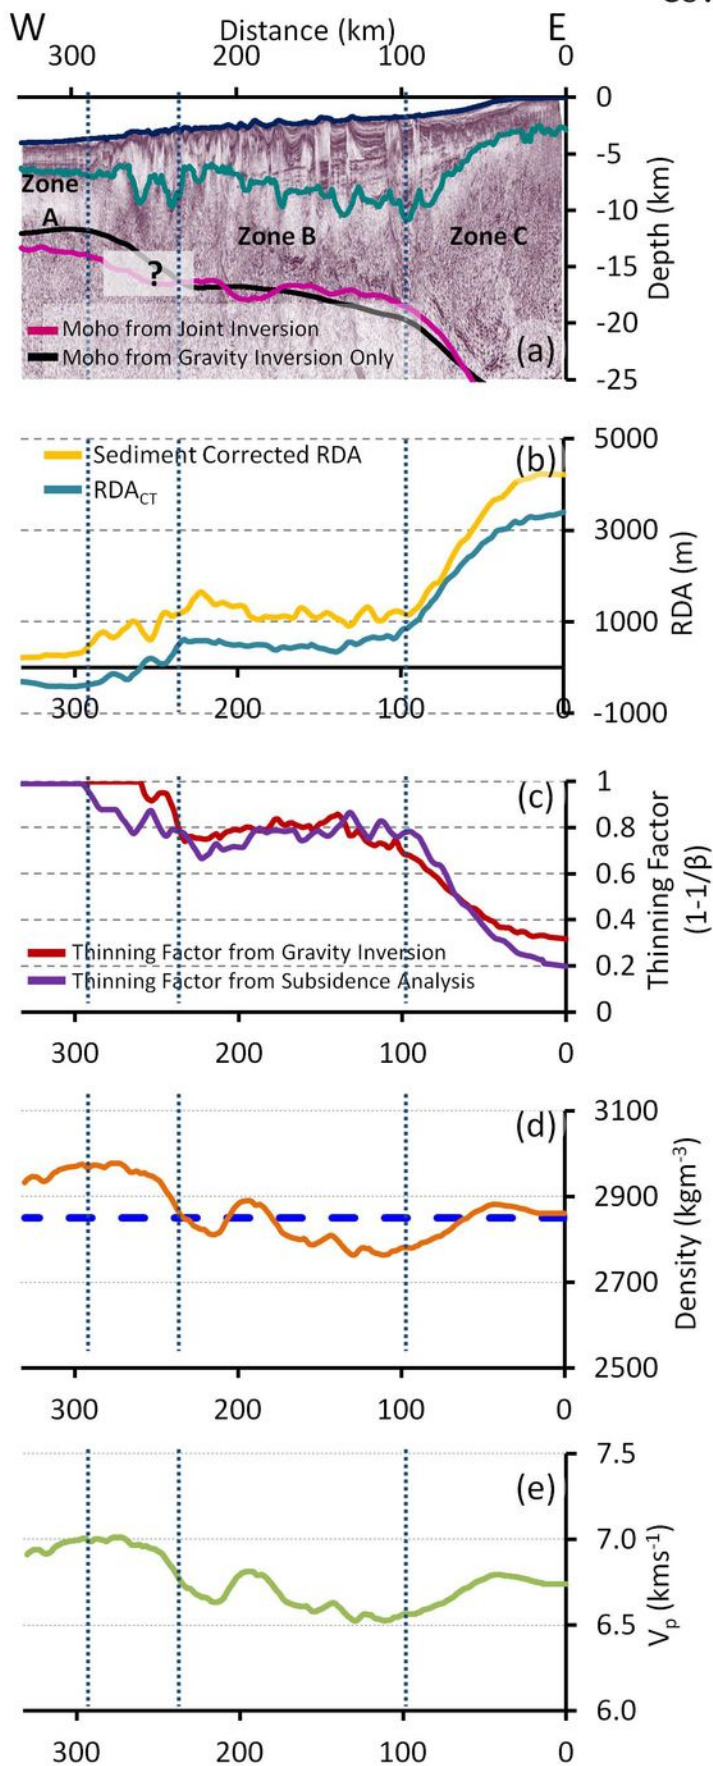 W Distance (km) E
300 200 100 0
0
-5
-10
-15
-20
-25
Depth (km)
Zone
A
Zone B
Zone C
?
Moho from Joint Inversion
Moho from Gravity Inversion Only
(a)
5000
3000
1000
-1000
RDA (m)
Sediment Corrected RDA
RDACT
(b)
300 200 100 0
1
0.8
0.6
0.4
0.2
0
Thinning Factor
(1-1/β)
(c)
Thinning Factor from Gravity Inversion
Thinning Factor from Subsidence Analysis
300 200 100 0
3100
2900
2700
2500
Density (kgm-3)
(d)
300 200 100 0
7.5
7.0
6.5
6.0
Vp (kms-1)
(e)
300 200 100 0